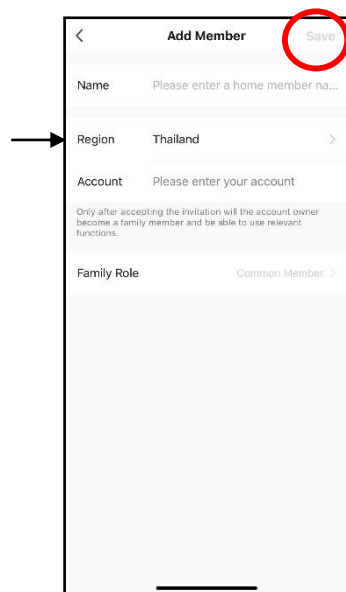 Add Member Save
Name Please enter a home member na...
Region Thailand
Account Please enter your account
Only after accepting the invitation will the account owner
become a family member and be able to use relevant
functions.
Family Role Common Member